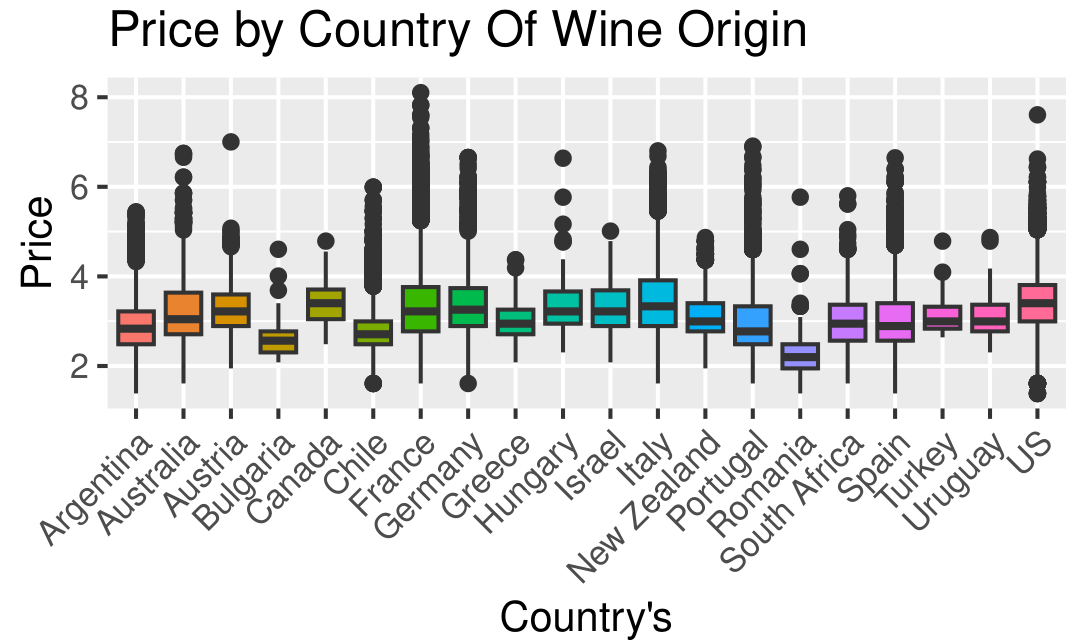 Price by Country Of Wine Origin
Price
8
6
4
2
Argentina
Australia
Austria
Bulgaria
Canada
Chile
France
Germany
Greece
Hungary
Israel
Italy
New Zealand
Portugal
Romania
South Africa
Spain
Turkey
Uruguay
US
Country's